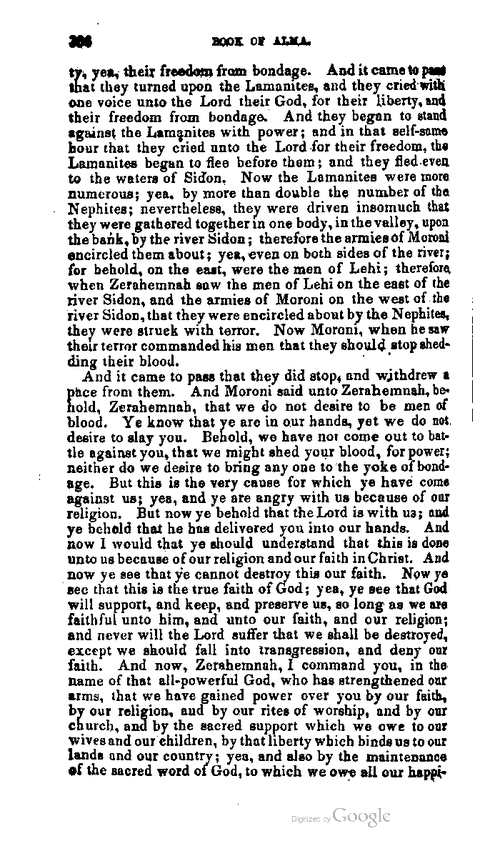 366 BOOK OF ALMA.
ty, yea, their freedom from bondage. And it came to pass
that they turned upon the Lamanites, and they cried with
one voice unto the Lord their God, for their liberty, and
their freedom from bondage. And they began to stand
against the Lamanites with power; and in that self-same
hour that they cried unto the Lord for their freedom, the
Lamanites began to flee before them; and they fled even
to the waters of Sidon. Now the Lamanites were more
numerous; yea, by more than double the number of the
Nephites; nevertheless, they were driven insomuch that
they were gathered together in one body, in the valley, upon
the bank, by the river Sidon; therefore the armies of Moroni
encircled them about; yea, even on both sides of the river;
for behold, on the east, were the men of Lehi; therefore,
when Zerahemnah saw the men of Lehi on the east of the
river Sidon, and the armies of Moroni on the west of the
river Sidon, that they were encircled about by the Nephites,
they were struck with terror. Now Moroni, when he saw
their terror commanded his men that they should stop shed-
ding their blood.
And it came to pass that they did stop, and withdrew a
pace from them. And Moroni said unto Zerahemnah, be-
hold, Zerahemnah, that we do not desire to be men of
blood. Ye know that ye are in our hands, yet we do not
desire to slay you. Behold, we have not come out to bat-
tle against you, that we might shed your blood, for power;
neither do we desire to bring any one to the yoke of bond-
age. But this is the very cause for which ye have come
against us; yea, and ye are angry with us because of our
religion. But now ye behold that the Lord is with us; and
ye behold that he has delivered you into our hands. And
now I would that ye should understand that this is done
unto us because of our religion and our faith in Christ. And
now ye see that ye cannot destroy this our faith. Now ye
see that this is the true faith of God; yea, ye see that God
will support, and keep, and preserve us, so long as we are
faithful unto him, and unto our faith, and our religion;
and never will the Lord suffer that we shall be destroyed,
except we should fall into transgression, and deny our
faith. And now, Zerahemnah, I command you, in the
name of that all-powerful God, who has strengthened our
arms, that we have gained power over you by our faith,
by our religion, and by our rites of worship, and by our
church, and by the sacred support which we owe to our
wives and our children, by that liberty which binds us to our
lands and our country; yea, and also by the maintenance
of the sacred word of God, to which we owe all our happi-
Digitized by Google